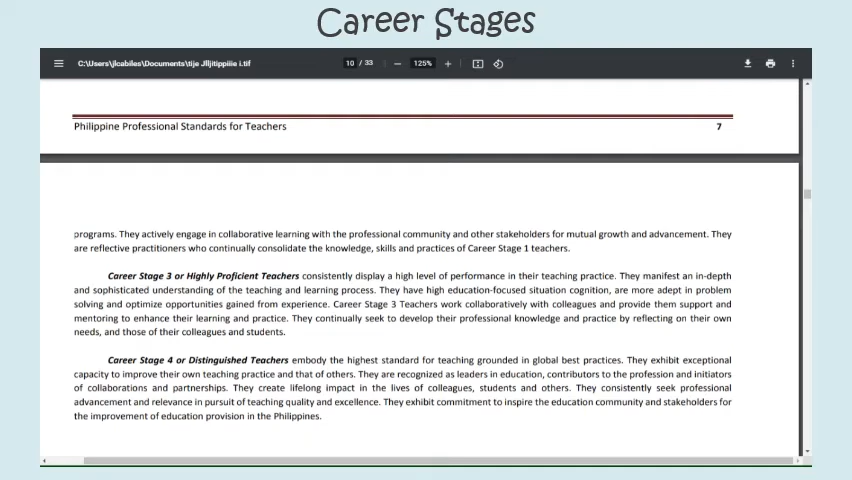 Career Stages
C:\Users\jlcabiles\Documents\tije
10 / 33
125%
Philippine Professional Standards for Teachers 7
programs. They actively engage in collaborative learning with the professional community and other stakeholders for mutual growth and advancement. They
are reflective practitioners who continually consolidate the knowledge, skills and practices of Career Stage 1 teachers.
Career Stage 3 or Highly Proficient Teachers consistently display a high level of performance in their teaching practice. They manifest an in-depth
and sophisticated understanding of the teaching and learning process. They have high education-focused situation cognition, are more adept in problem
solving and optimize opportunities gained from experience. Career Stage 3 Teachers work collaboratively with colleagues and provide them support and
mentoring to enhance their learning and practice. They continually seek to develop their professional knowledge and practice by reflecting on their own
needs, and those of their colleagues and students.
Career Stage 4 or Distinguished Teachers embody the highest standard for teaching grounded in global best practices. They exhibit exceptional
capacity to improve their own teaching practice and that of others. They are recognized as leaders in education, contributors to the profession and initiators
of collaborations and partnerships. They create lifelong impact in the lives of colleagues, students and others. They consistently seek professional
advancement and relevance in pursuit of teaching quality and excellence. They exhibit commitment to inspire the education community and stakeholders for
the improvement of education provision in the Philippines.